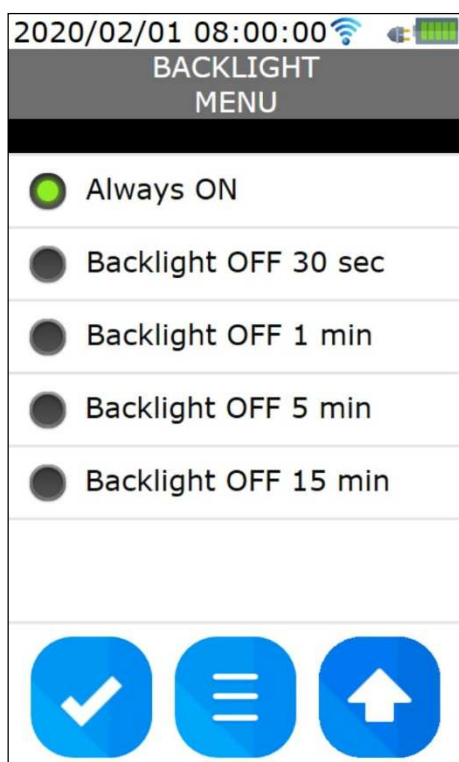 2020/02/01 08:00:00
BACKLIGHT
MENU
Always ON
Backlight OFF 30 sec
Backlight OFF 1 min
Backlight OFF 5 min
Backlight OFF 15 min